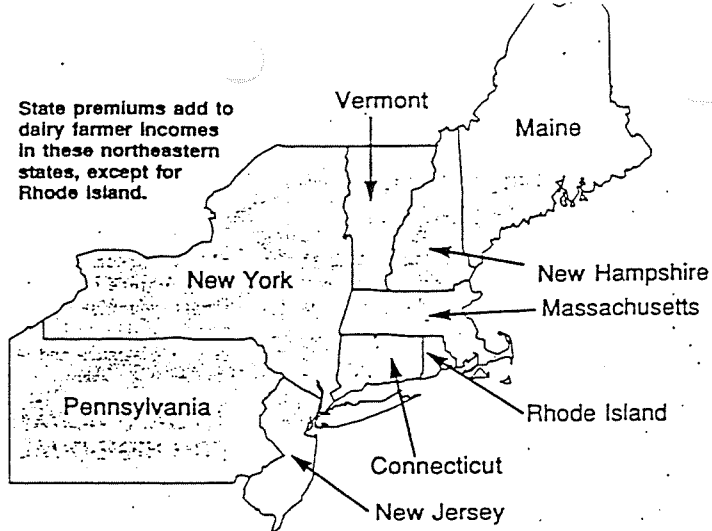 State premiums add to
dairy farmer incomes
in these northeastern
states, except for
Rhode Island.
Vermont
Maine
New York
New Hampshire
Massachusetts
Pennsylvania
Rhode Island
Connecticut
New Jersey